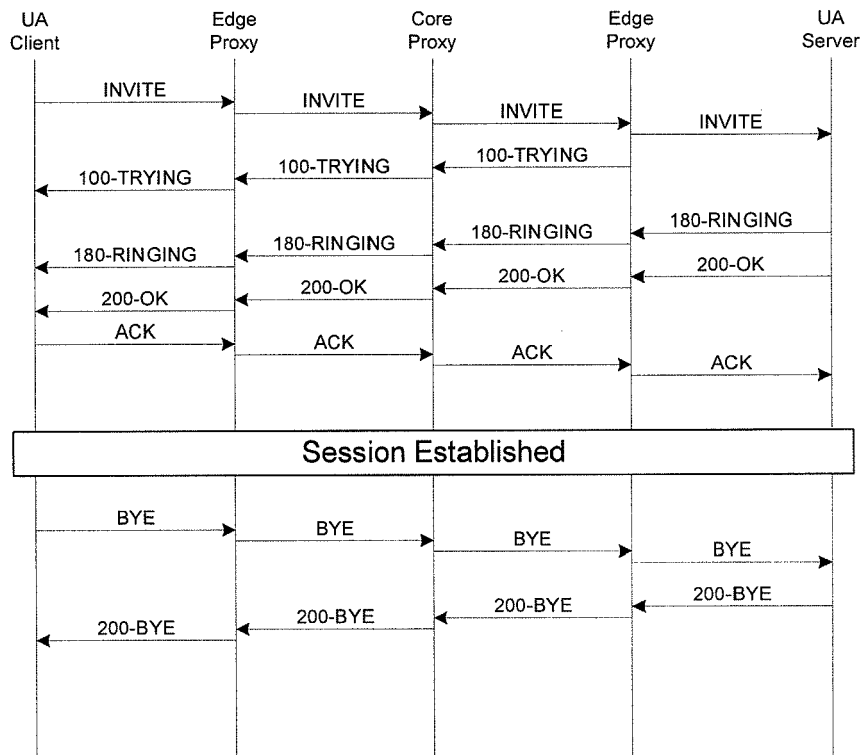 UA
Client
Edge
Proxy
Core
Proxy
Edge
Proxy
UA
Server
INVITE
INVITE
INVITE
INVITE
100-TRYING
100-TRYING
100-TRYING
180-RINGING
180-RINGING
180-RINGING
180-RINGING
200-OK
200-OK
200-OK
200-OK
ACK
ACK
ACK
ACK
Session Established
BYE
BYE
BYE
BYE
200-BYE
200-BYE
200-BYE
200-BYE